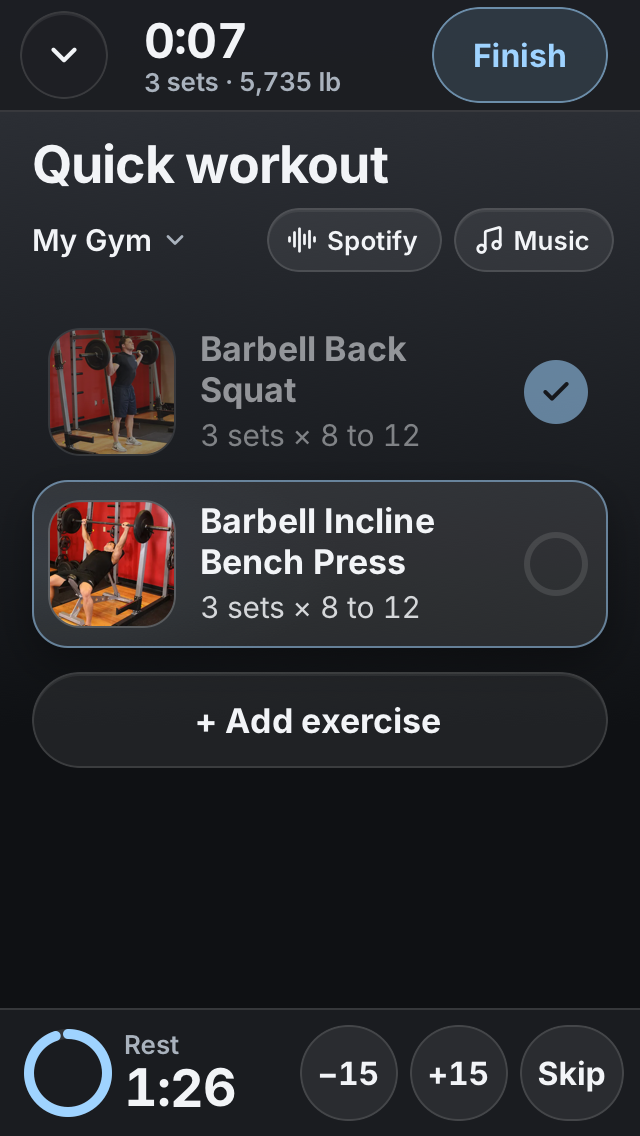 0:07
3 sets · 5,735 lb
Finish
Quick workout
My Gym
Spotify
Music
Barbell Back
Squat
3 sets × 8 to 12
Barbell Incline
Bench Press
3 sets × 8 to 12
+ Add exercise
Rest
1:26
−15
+15
Skip